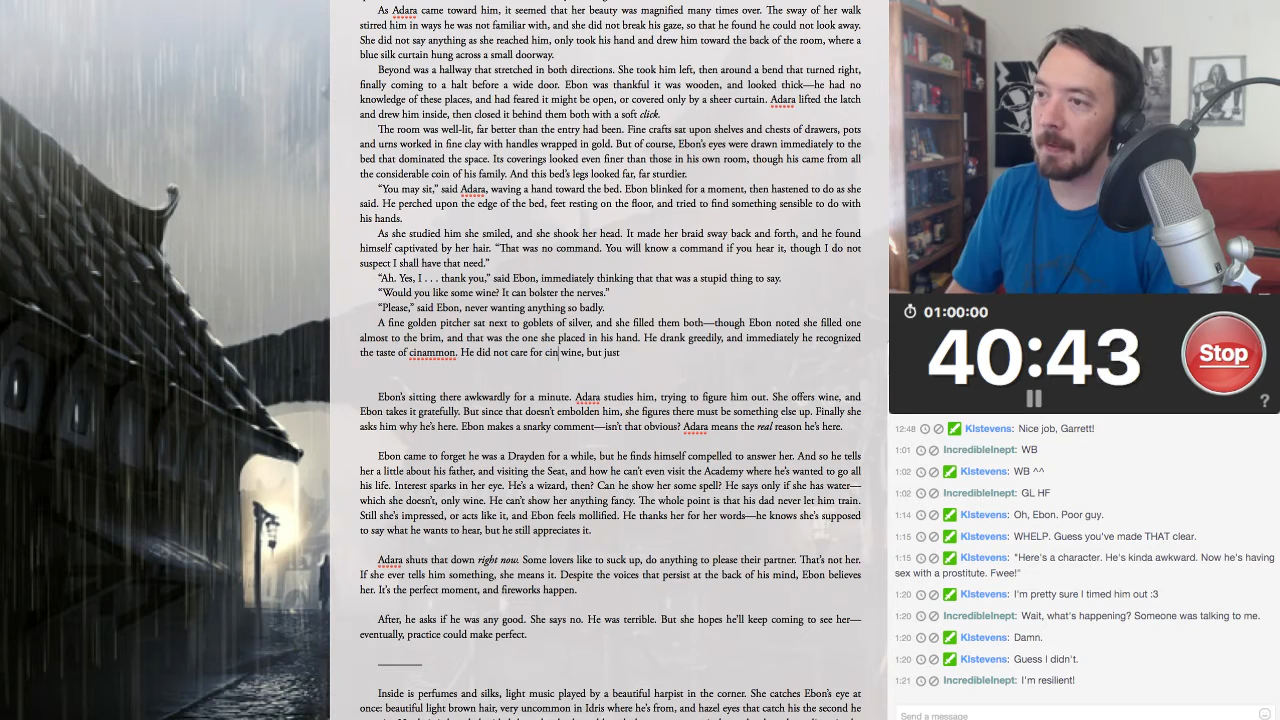 As Adara came toward him, it seemed that her beauty was magnified many times over. The sway of her walk
stirred him in ways he was not familiar with, and she did not break his gaze, so that he found he could not look away.
She did not say anything as she reached him, only took his hand and drew him toward the back of the room, where a
blue silk curtain hung across a small doorway.
Beyond was a hallway that stretched in both directions. She took him left, then around a bend that turned right,
finally coming to a halt before a wide door. Ebon was thankful it was wooden, and looked thick—he had no
knowledge of these places, and had feared it might be open, or covered only by a sheer curtain. Adara lifted the latch
and drew him inside, then closed it behind them both with a soft click.
The room was well-lit, far better than the entry had been. Fine crafts sat upon shelves and chests of drawers, pots
and urns worked in fine clay with handles wrapped in gold. But of course, Ebon's eyes were drawn immediately to the
bed that dominated the space. Its coverings looked even finer than those in his own room, though his came from all
the considerable coin of his family. And this bed's legs looked far, far sturdier.
“You may sit,” said Adara, waving a hand toward the bed. Ebon blinked for a moment, then hastened to do as she
said. He perched upon the edge of the bed, feet resting on the floor, and tried to find something sensible to do with
his hands.
As she studied him she smiled, and she shook her head. It made her braid sway back and forth, and he found
himself captivated by her hair. “That was no command. You will know a command if you hear it, though I do not
suspect I shall have that need.”
“Ah. Yes, I . . . thank you,” said Ebon, immediately thinking that that was a stupid thing to say.
“Would you like some wine? It can bolster the nerves.”
“Please,” said Ebon, never wanting anything so badly.
A fine golden pitcher sat next to goblets of silver, and she filled them both—though Ebon noted she filled one
almost to the brim, and that was the one she placed in his hand. He drank greedily, and immediately he recognized
the taste of cinammon. He did not care for cin wine, but just
Ebon's sitting there awkwardly for a minute. Adara studies him, trying to figure him out. She offers wine, and
Ebon takes it gratefully. But since that doesn't embolden him, she figures there must be something else up. Finally she
asks him why he's here. Ebon makes a snarky comment—isn't that obvious? Adara means the real reason he's here.
Ebon came to forget he was a Drayden for a while, but he finds himself compelled to answer her. And so he tells
her a little about his father, and visiting the Seat, and how he can't even visit the Academy where he's wanted to go all
his life. Interest sparks in her eye. He's a wizard, then? Can he show her some spell? He says only if she has water—
which she doesn't, only wine. He can't show her anything fancy. The whole point is that his dad never let him train.
Still she's impressed, or acts like it, and Ebon feels mollified. He thanks her for her words—he knows she's supposed
to say what he wants to hear, but he still appreciates it.
Adara shuts that down right now. Some lovers like to suck up, do anything to please their partner. That's not her.
If she ever tells him something, she means it. Despite the voices that persist at the back of his mind, Ebon believes
her. It's the perfect moment, and fireworks happen.
After, he asks if he was any good. She says no. He was terrible. But she hopes he'll keep coming to see her—
eventually, practice could make perfect.
Inside is perfumes and silks, light music played by a beautiful harpist in the corner. She catches Ebon's eye at
once: beautiful light brown hair, very uncommon in Idris where he's from, and hazel eyes that catch his the second he
01:00:00
40:43
Stop
?
12:48 Klstevens: Nice job, Garrett!
1:01 IncredibleInept: WB
1:02 Klstevens: WB ^^
1:02 IncredibleInept: GL HF
1:14 Klstevens: Oh, Ebon. Poor guy.
1:15 Klstevens: WHELP. Guess you've made THAT clear.
1:15 Klstevens: "Here's a character. He's kinda awkward. Now he's having
sex with a prostitute. Fwee!"
1:20 Klstevens: I'm pretty sure I timed him out :3
1:20 IncredibleInept: Wait, what's happening? Someone was talking to me.
1:20 Klstevens: Damn.
1:20 Klstevens: Guess I didn't.
1:21 IncredibleInept: I'm resilient!
Send a message